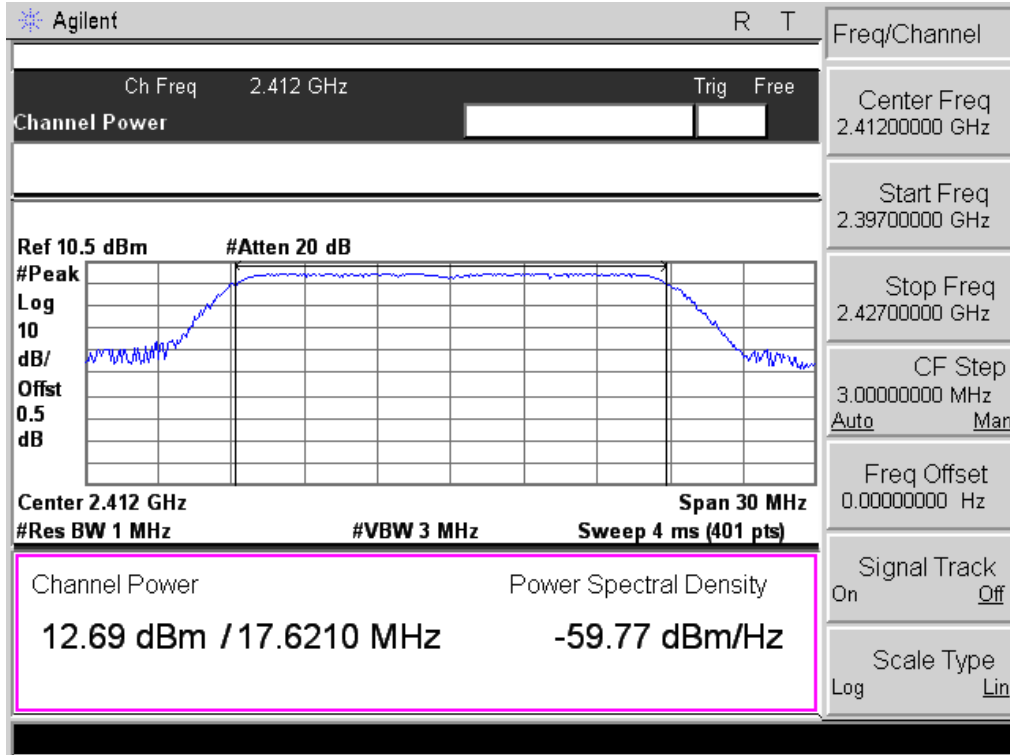 Agilent R T
Ch Freq 2.412 GHz Trig Free
Channel Power
Ref 10.5 dBm #Atten 20 dB
#Peak
Log
10
dB/
Offst
0.5
dB
Center 2.412 GHz Span 30 MHz
#Res BW 1 MHz #VBW 3 MHz Sweep 4 ms (401 pts)
Channel Power Power Spectral Density
12.69 dBm / 17.6210 MHz -59.77 dBm/Hz
Freq/Channel
Center Freq
2.41200000 GHz
Start Freq
2.39700000 GHz
Stop Freq
2.42700000 GHz
CF Step
3.00000000 MHz
Auto Man
Freq Offset
0.00000000 Hz
Signal Track
On Off
Scale Type
Log Lin